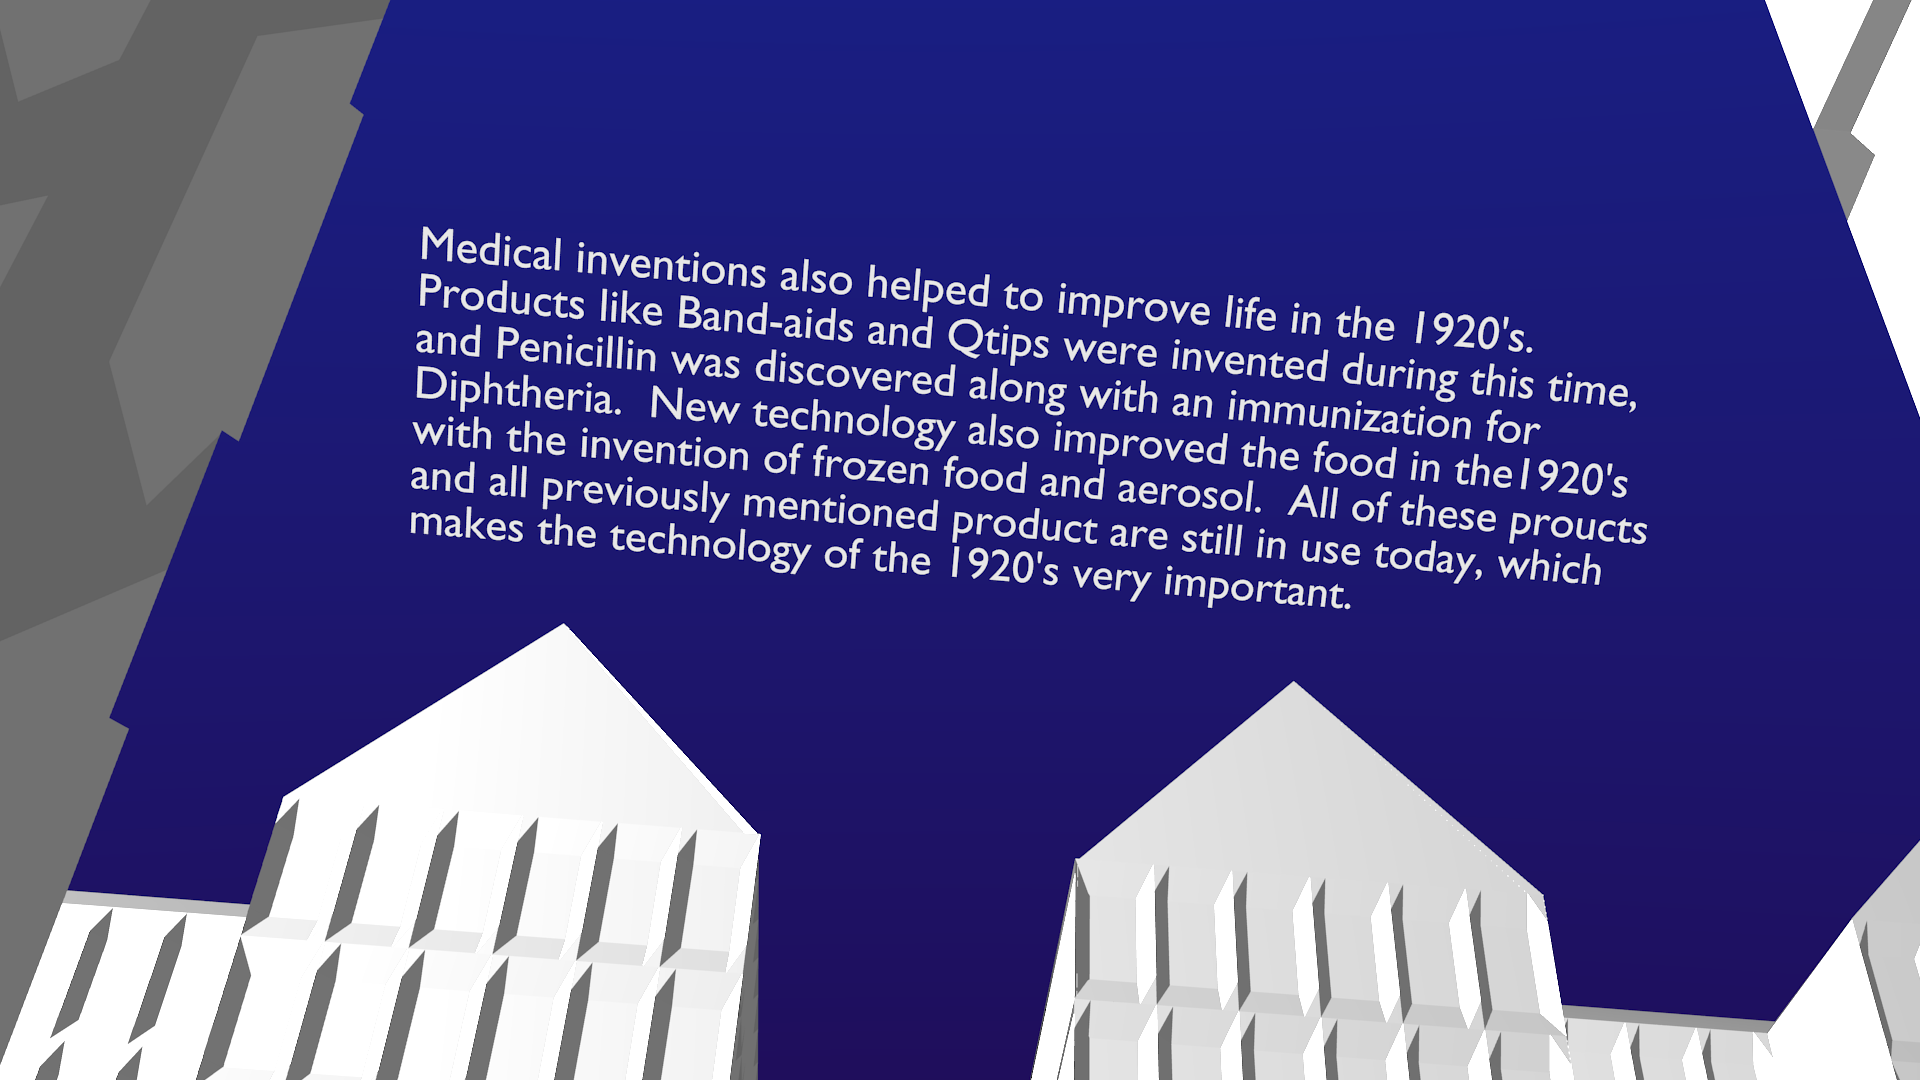 Medical inventions also helped to improve life in the 1920's.
Products like Band-aids and Qtips were invented during this time,
and Penicillin was discovered along with an immunization for
Diphtheria.  New technology also improved the food in the1920's
with the invention of frozen food and aerosol.  All of these proucts
and all previously mentioned product are still in use today, which
makes the technology of the 1920's very important.